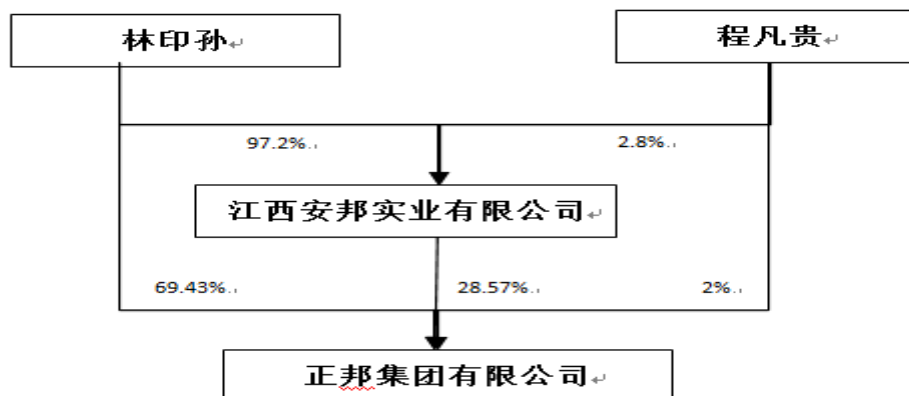 林印孙
程凡贵
97.2%
2.8%
江西安邦实业有限公司
69.43%
28.57%
2%
正邦集团有限公司